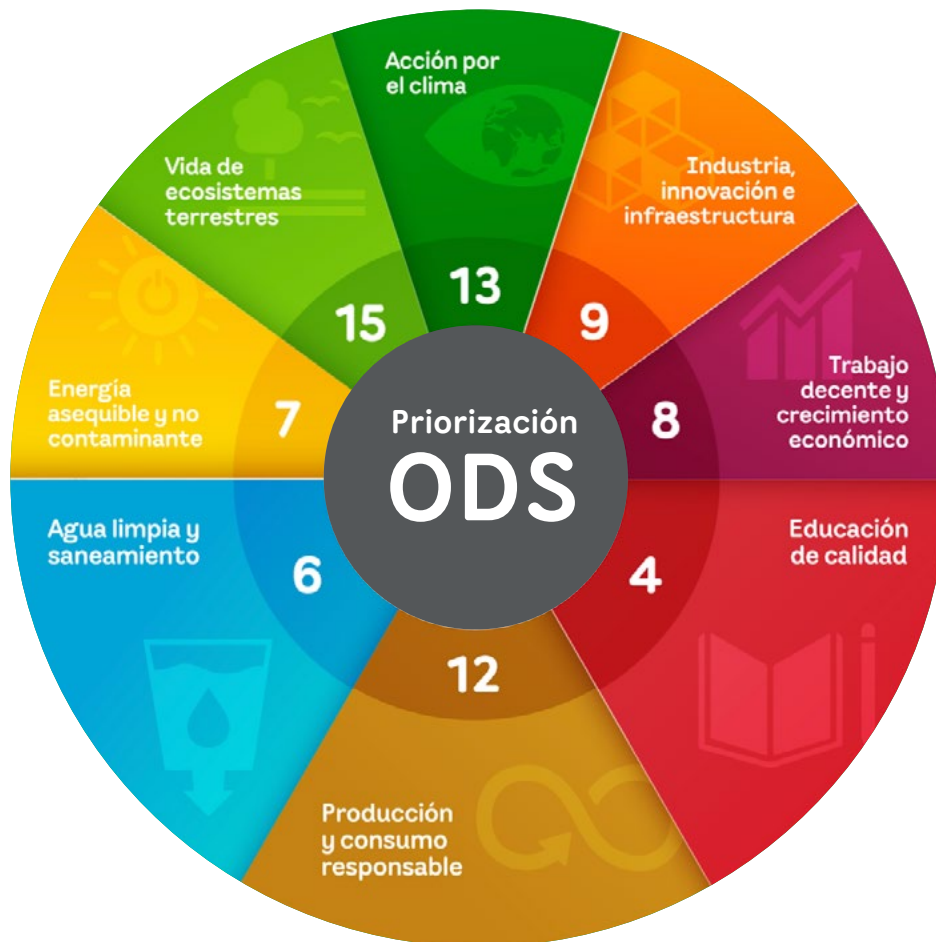 Acción por
el clima
13
Industria,
innovación e
infraestructura
9
Trabajo
decente y
crecimiento
económico
8
Educación
de calidad
4
Producción
y consumo
responsable
12
Agua limpia y
saneamiento
6
Energía
asequible y no
contaminante
7
Vida de
ecosistemas
terrestres
15
Priorización
ODS